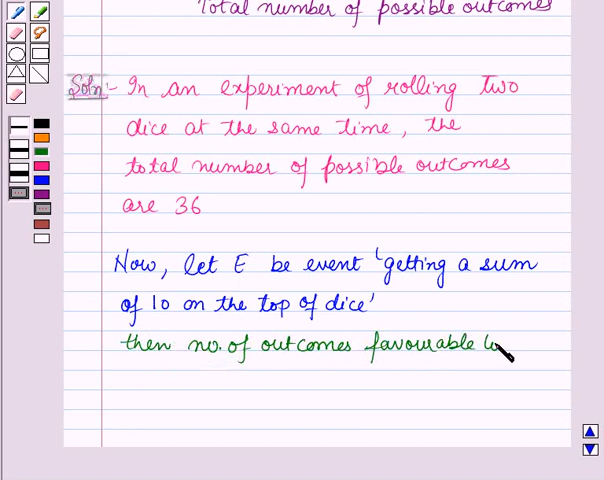 Total number of possible outcomes
Soln:- In an experiment of rolling two
dice at the same time, the
total number of possible outcomes
are 36
Now, let E be event 'getting a sum
of 10 on the top of dice'
then no. of outcomes favourable